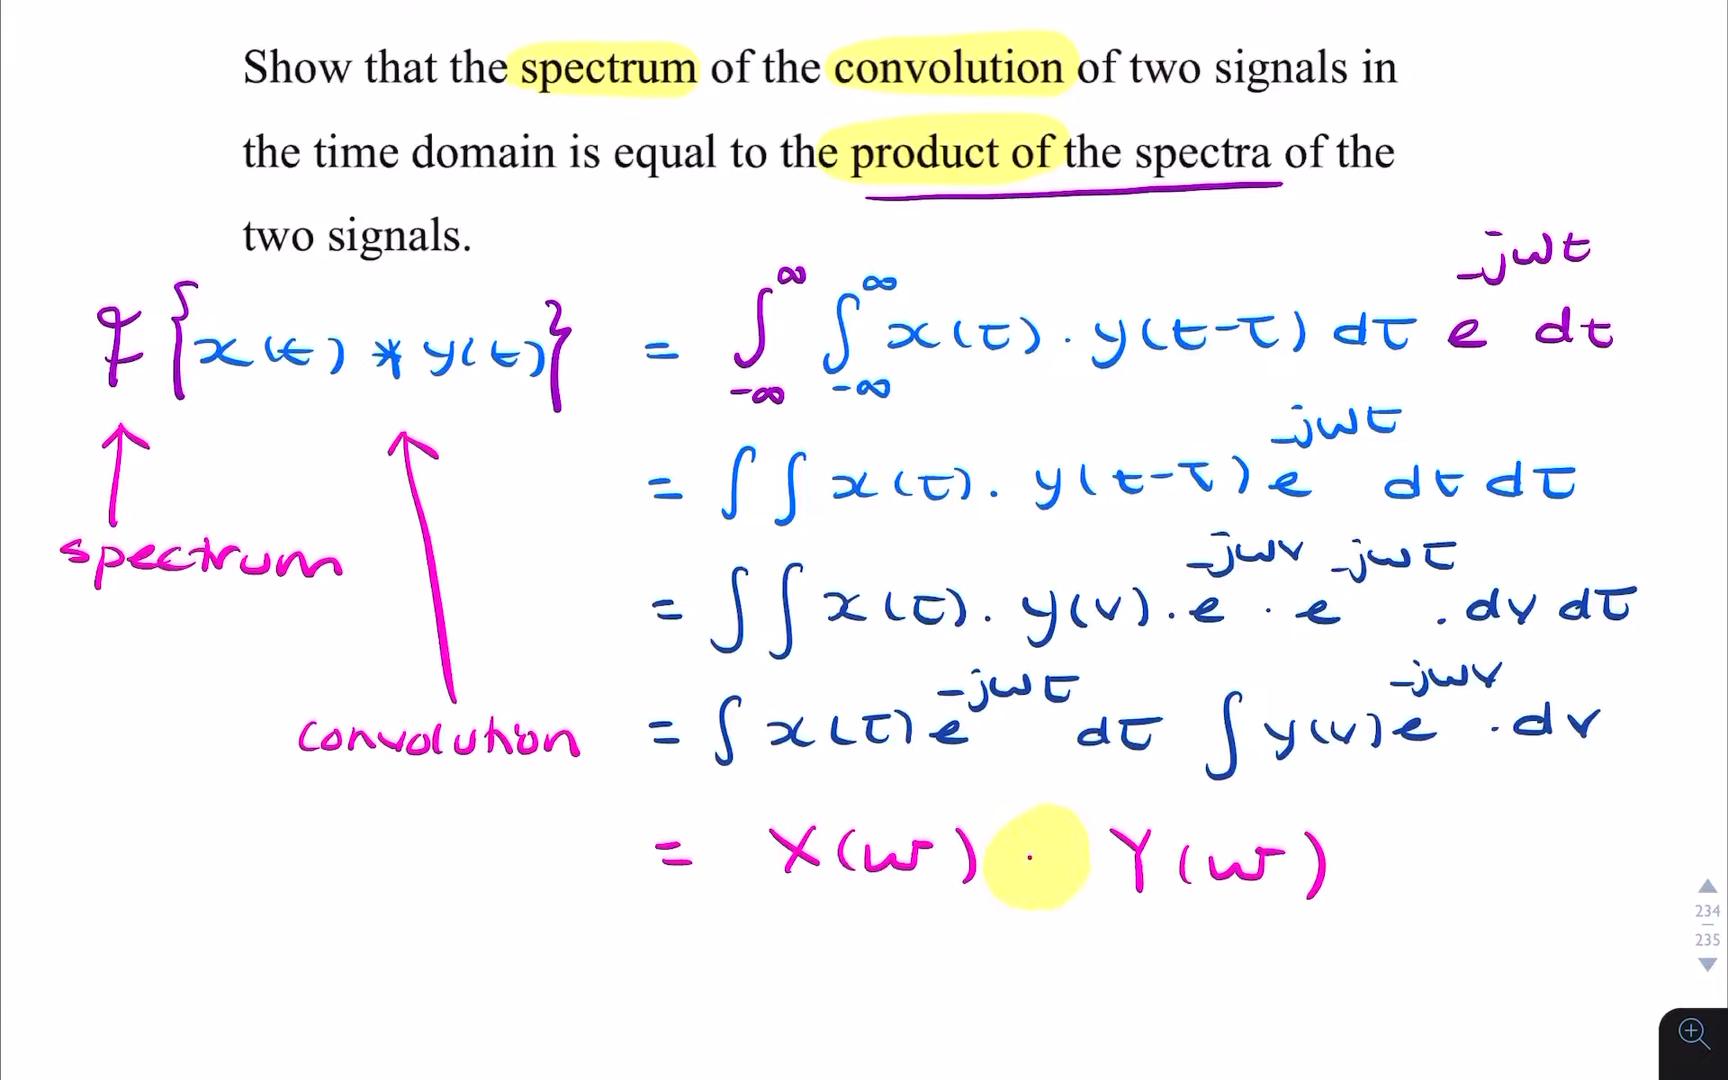 Show that the spectrum of the convolution of two signals in
the time domain is equal to the product of the spectra of the
two signals.
F{x(t) * y(t)} = ∫_{-∞}^{∞} ∫_{-∞}^{∞} x(τ) · y(t-τ) dτ e^{-jωt} dt
= ∫ ∫ x(τ) · y(t-τ) e^{-jωt} dt dτ
spectrum
= ∫ ∫ x(τ) · y(v) · e^{-jωv} · e^{-jωτ} · dv dτ
convolution
= ∫ x(τ) e^{-jωτ} dτ ∫ y(v) e^{-jωv} · dv
= X(ω) · Y(ω)
234
235